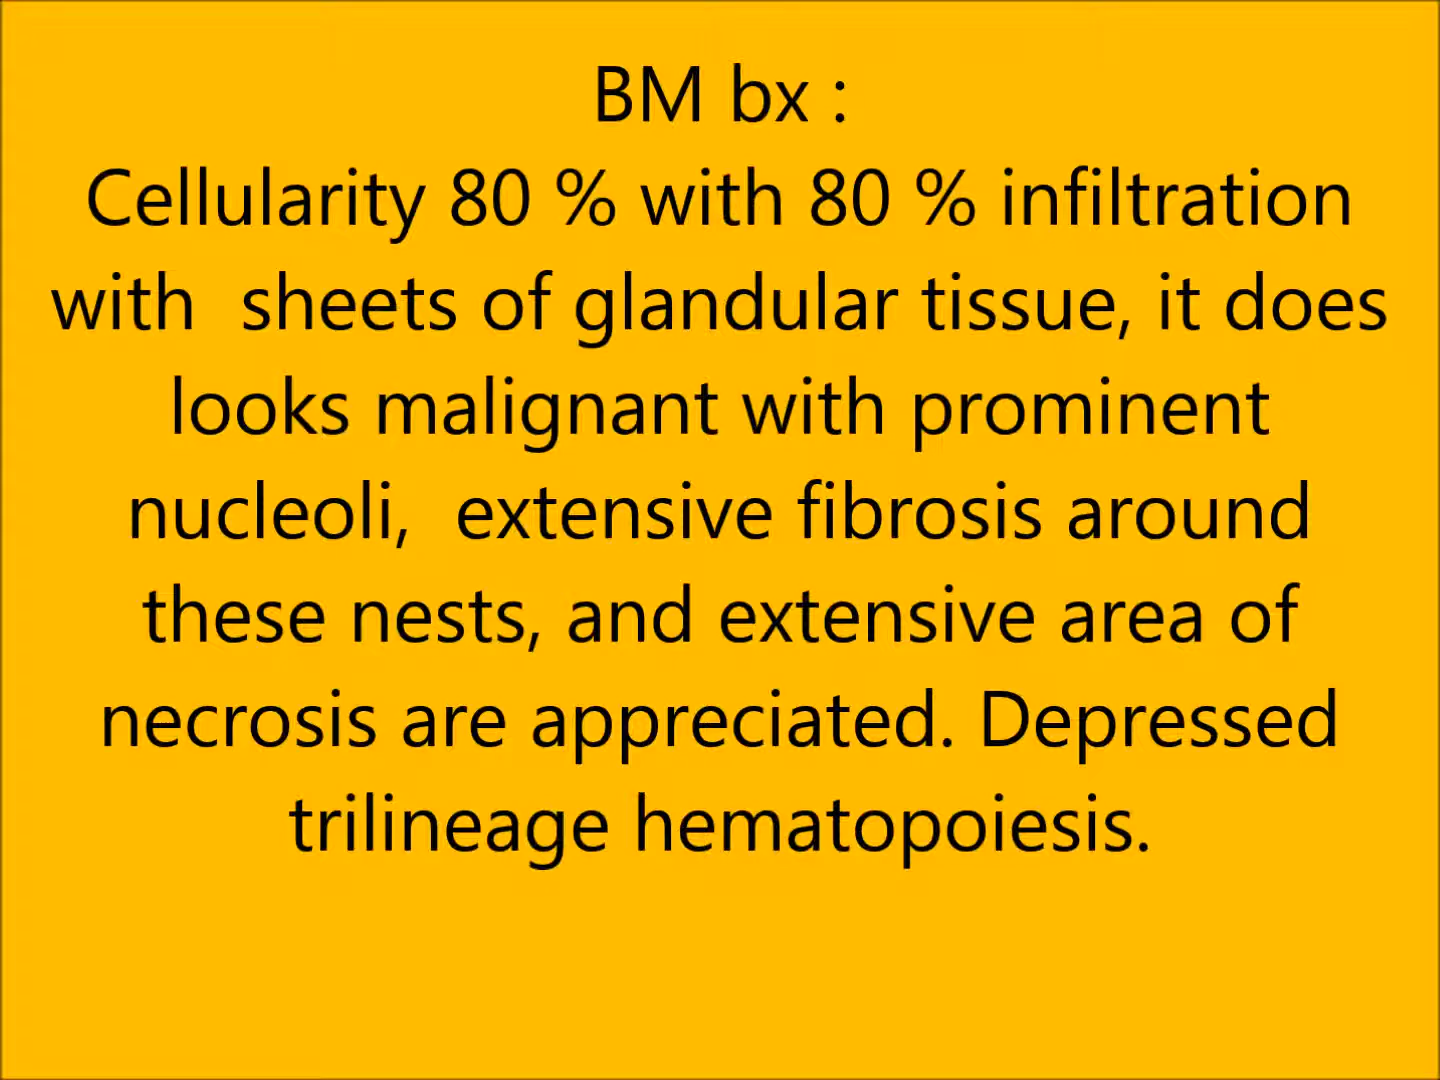 BM bx :
Cellularity 80 % with 80 % infiltration
with  sheets of glandular tissue, it does
looks malignant with prominent
nucleoli,  extensive fibrosis around
these nests, and extensive area of
necrosis are appreciated. Depressed
trilineage hematopoiesis.